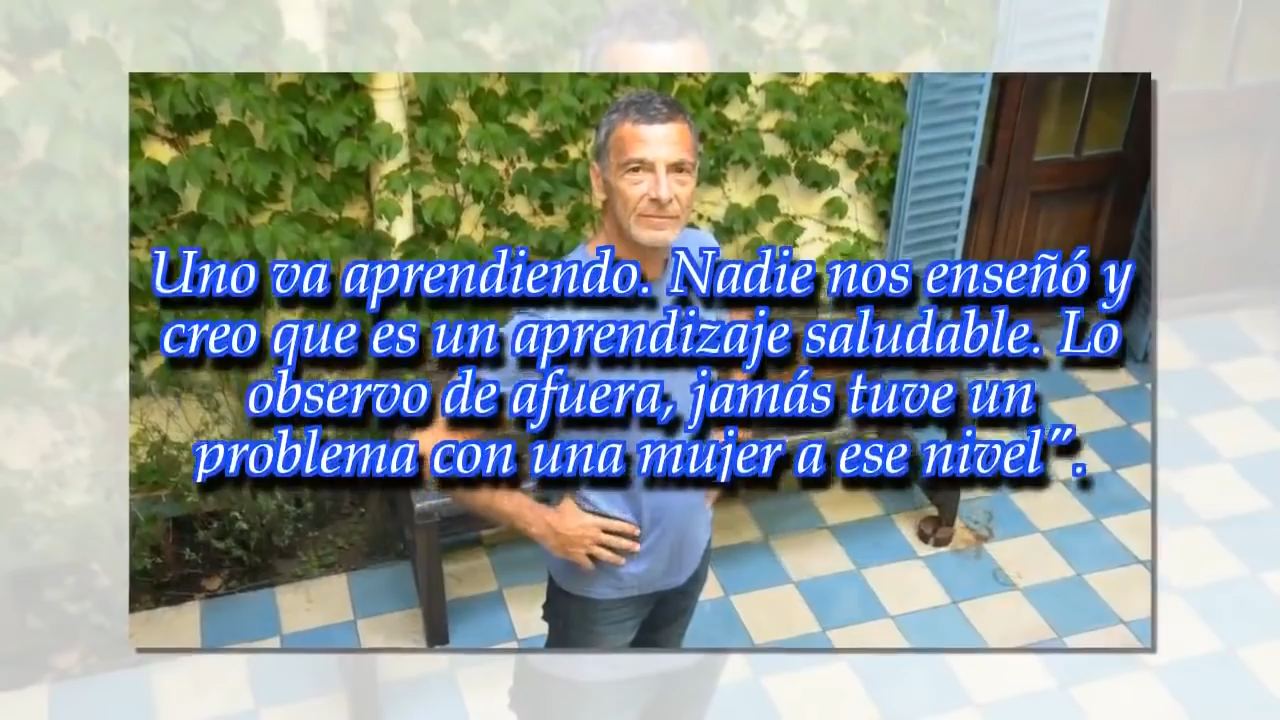 Uno va aprendiendo. Nadie nos enseñó y
creo que es un aprendizaje saludable. Lo
observo de afuera, jamás tuve un
problema con una mujer a ese nivel”.